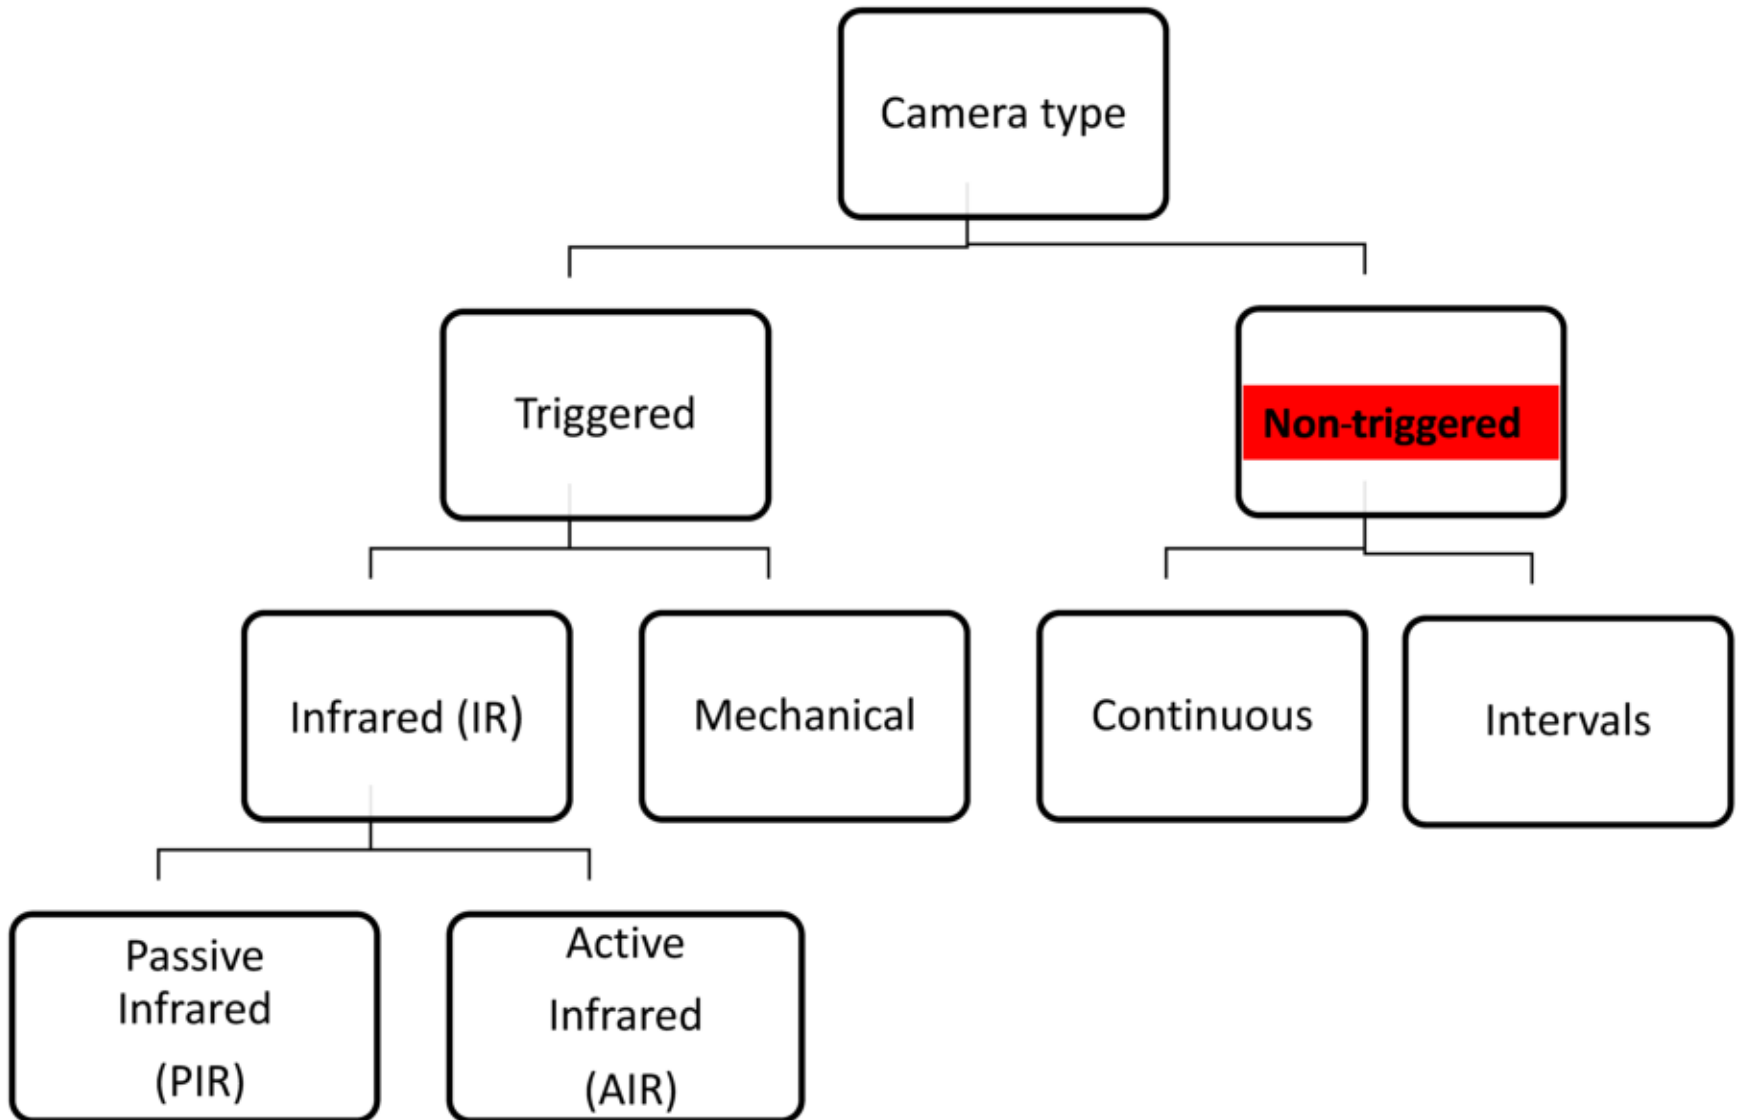 Camera type
Triggered
Non-triggered
Infrared (IR)
Mechanical
Continuous
Intervals
Passive
Infrared
(PIR)
Active
Infrared
(AIR)